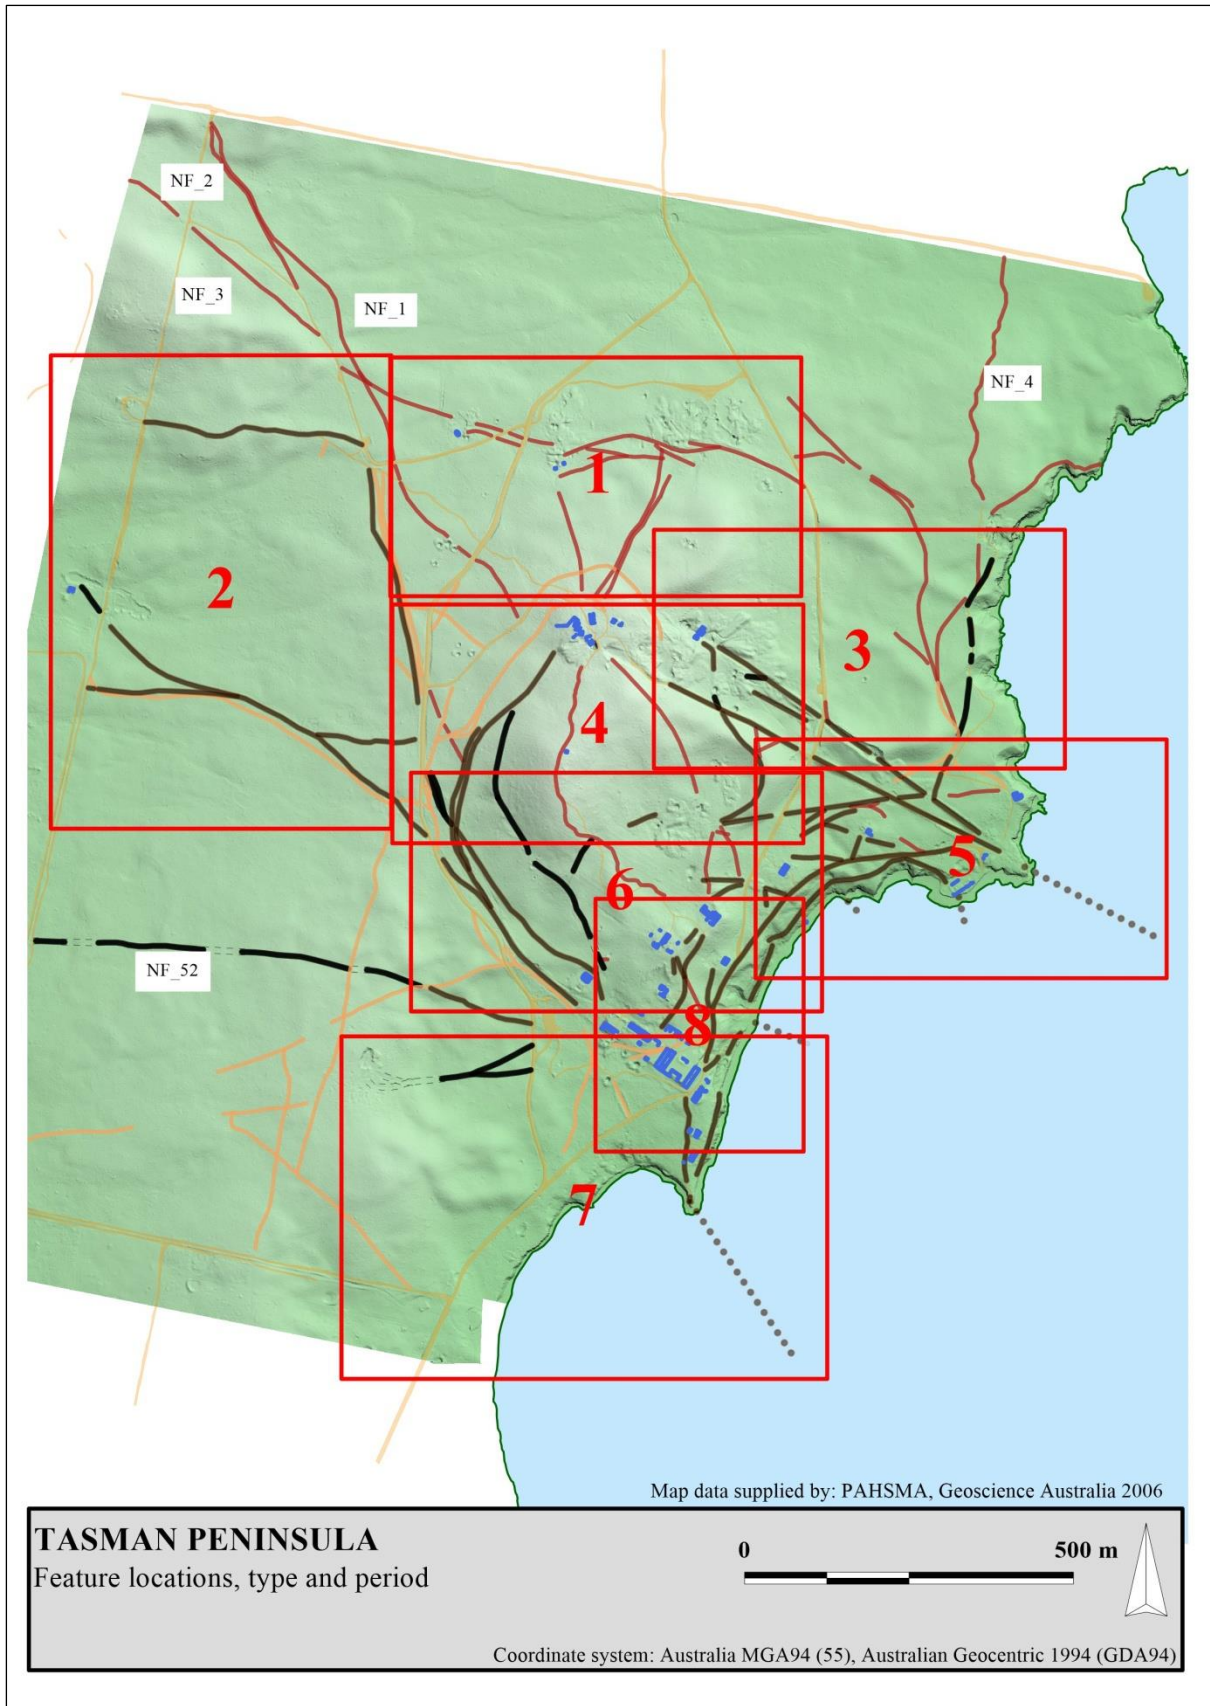 NF_2
NF_3
NF_1
NF_4
1
2
3
4
5
6
NF_52
8
7
Map data supplied by: PAHSMA, Geoscience Australia 2006
TASMAN PENINSULA
Feature locations, type and period
0 500 m
Coordinate system: Australia MGA94 (55), Australian Geocentric 1994 (GDA94)